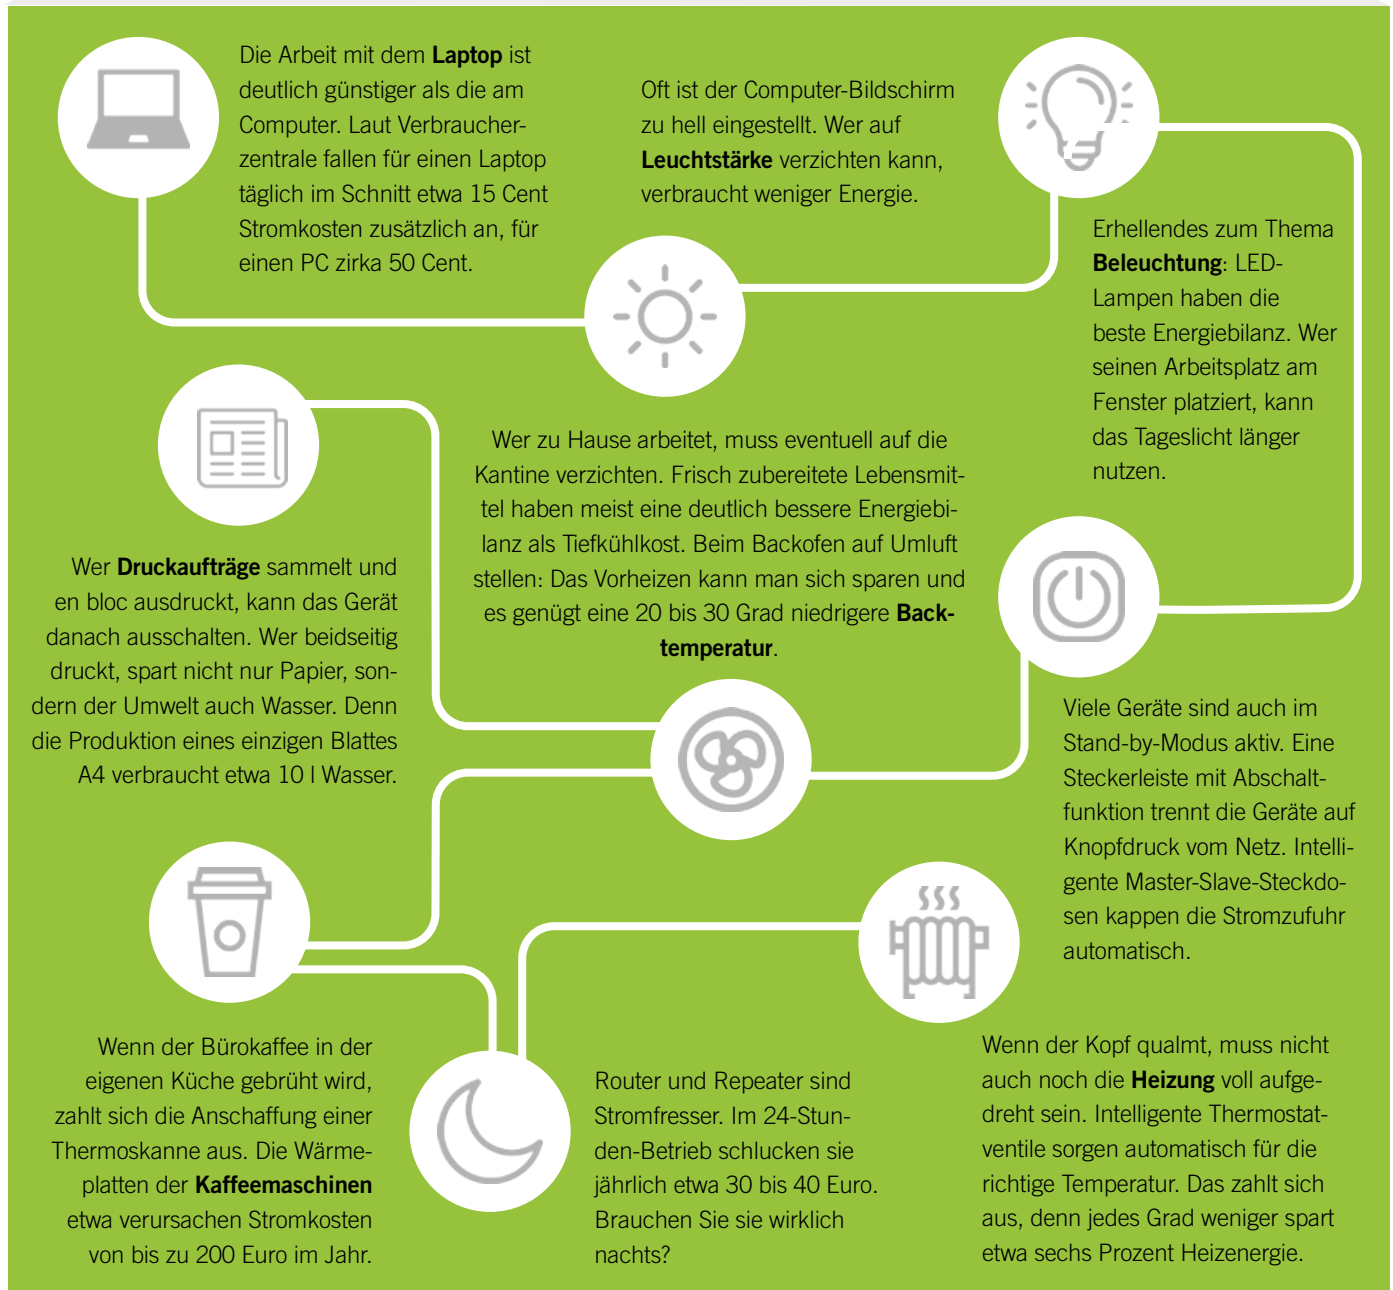 Die Arbeit mit dem Laptop ist
deutlich günstiger als die am
Computer. Laut Verbraucher-
zentrale fallen für einen Laptop
täglich im Schnitt etwa 15 Cent
Stromkosten zusätzlich an, für
einen PC zirka 50 Cent.
Oft ist der Computer-Bildschirm
zu hell eingestellt. Wer auf
Leuchtstärke verzichten kann,
verbraucht weniger Energie.
Erhellendes zum Thema
Beleuchtung: LED-
Lampen haben die
beste Energiebilanz. Wer
seinen Arbeitsplatz am
Fenster platziert, kann
das Tageslicht länger
nutzen.
Wer zu Hause arbeitet, muss eventuell auf die
Kantine verzichten. Frisch zubereitete Lebensmit-
tel haben meist eine deutlich bessere Energiebi-
lanz als Tiefkühlkost. Beim Backofen auf Umluft
stellen: Das Vorheizen kann man sich sparen und
es genügt eine 20 bis 30 Grad niedrigere Back-
temperatur.
Wer Druckaufträge sammelt und
en bloc ausdruckt, kann das Gerät
danach ausschalten. Wer beidseitig
druckt, spart nicht nur Papier, son-
dern der Umwelt auch Wasser. Denn
die Produktion eines einzigen Blattes
A4 verbraucht etwa 10 l Wasser.
Viele Geräte sind auch im
Stand-by-Modus aktiv. Eine
Steckerleiste mit Abschalt-
funktion trennt die Geräte auf
Knopfdruck vom Netz. Intelli-
gente Master-Slave-Steckdo-
sen kappen die Stromzufuhr
automatisch.
Wenn der Bürokaffee in der
eigenen Küche gebrüht wird,
zahlt sich die Anschaffung einer
Thermoskanne aus. Die Wärme-
platten der Kaffeemaschinen
etwa verursachen Stromkosten
von bis zu 200 Euro im Jahr.
Router und Repeater sind
Stromfresser. Im 24-Stun-
den-Betrieb schlucken sie
jährlich etwa 30 bis 40 Euro.
Brauchen Sie sie wirklich
nachts?
Wenn der Kopf qualmt, muss nicht
auch noch die Heizung voll aufge-
dreht sein. Intelligente Thermostat-
ventile sorgen automatisch für die
richtige Temperatur. Das zahlt sich
aus, denn jedes Grad weniger spart
etwa sechs Prozent Heizenergie.